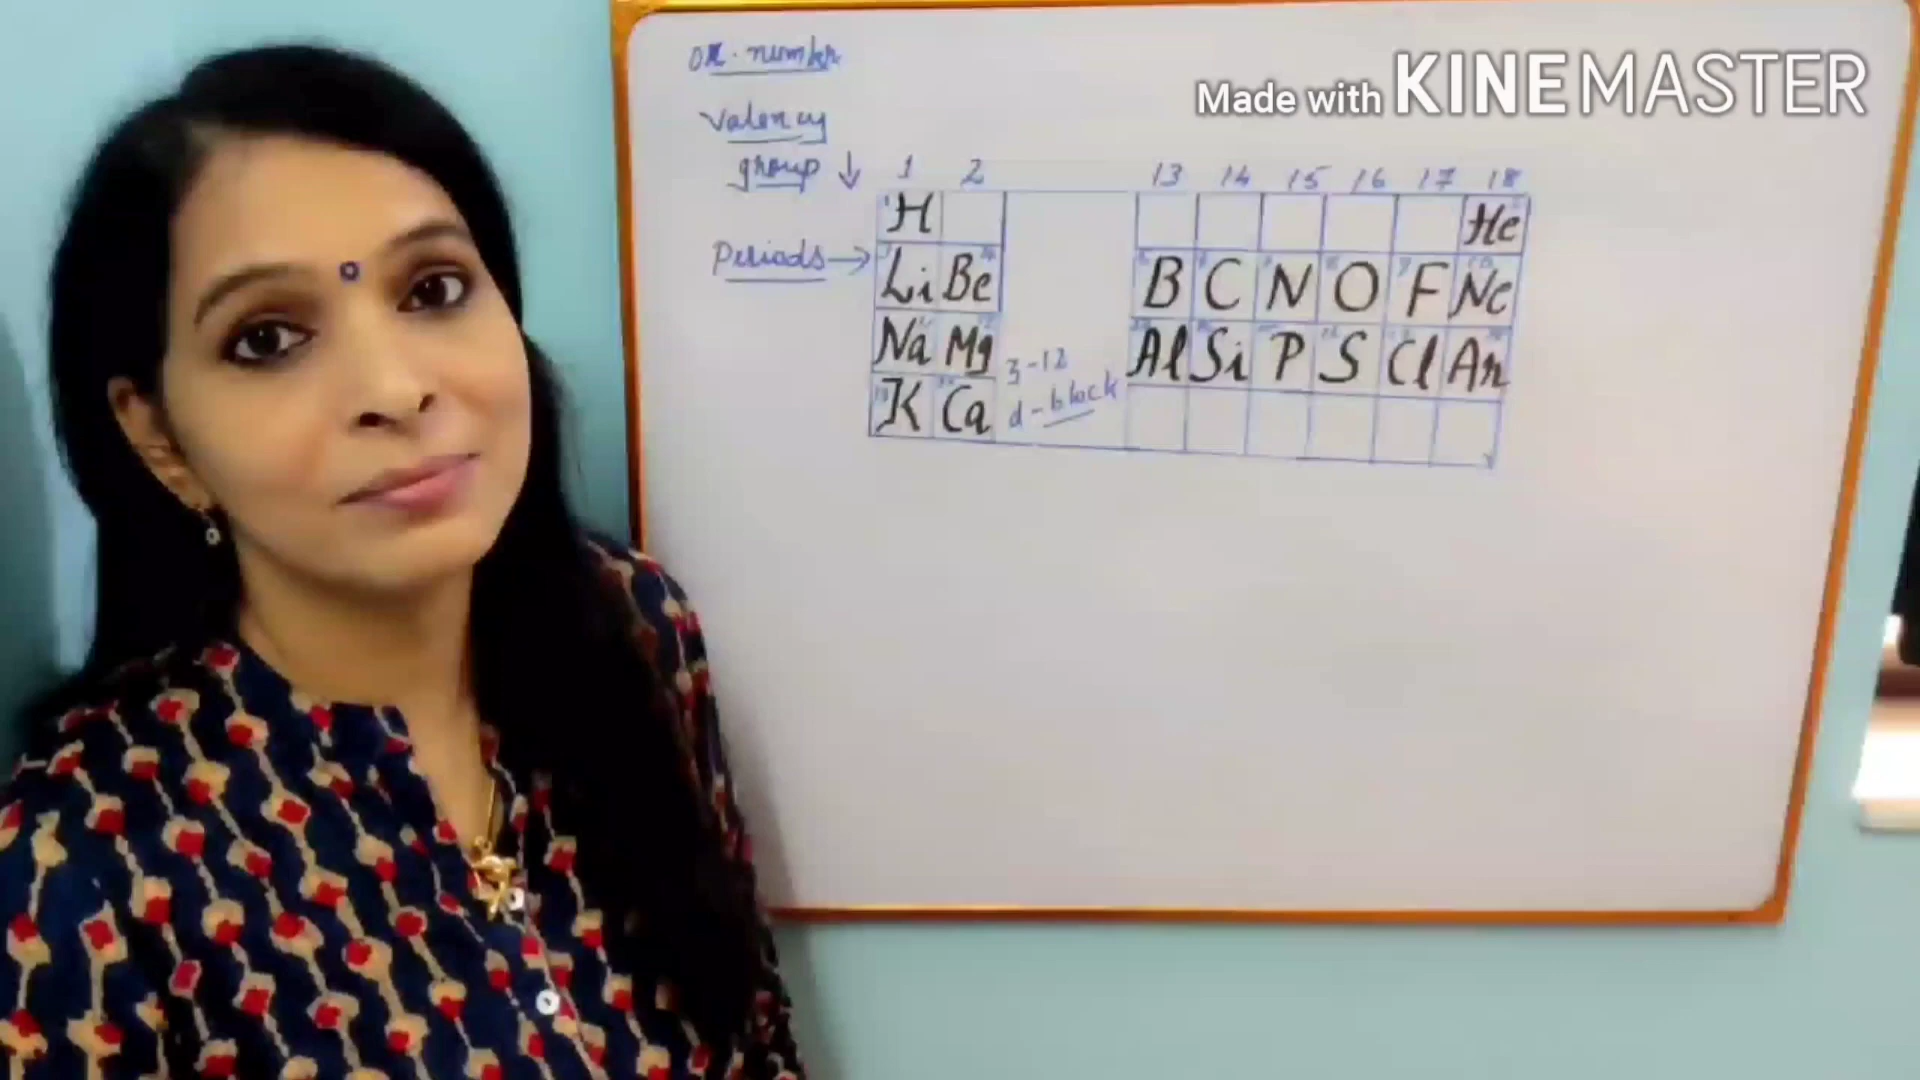 Made with KINEMASTER
ox. number
Valency
group ↓ 1 2 13 14 15 16 17 18
H He
Periods → Li Be B C N O F Ne
Na Mg Al Si P S Cl Ar
3-12
K Ca
d-block